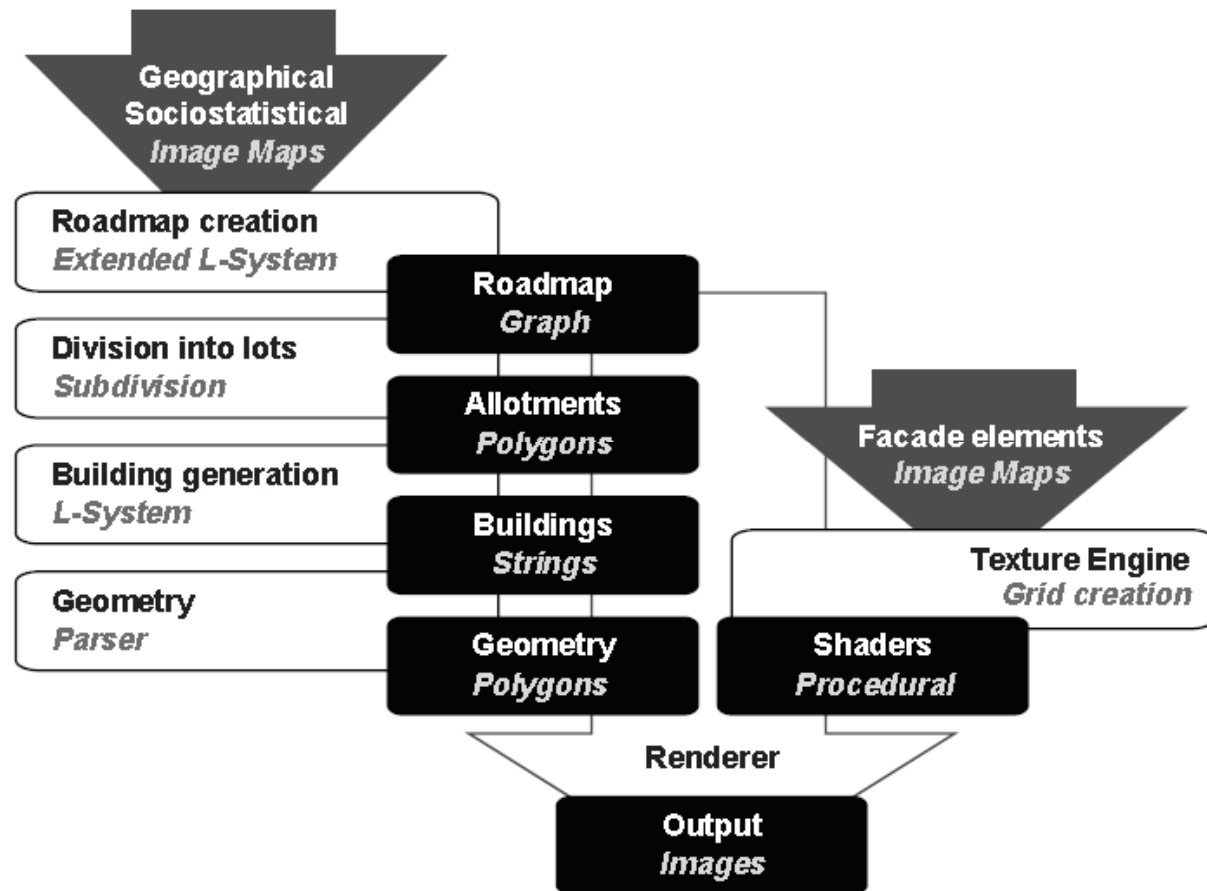 Geographical
Sociostatistical
Image Maps
Roadmap creation
Extended L-System
Roadmap
Graph
Division into lots
Subdivision
Allotments
Polygons
Building generation
L-System
Buildings
Strings
Geometry
Parser
Geometry
Polygons
Facade elements
Image Maps
Texture Engine
Grid creation
Shaders
Procedural
Renderer
Output
Images